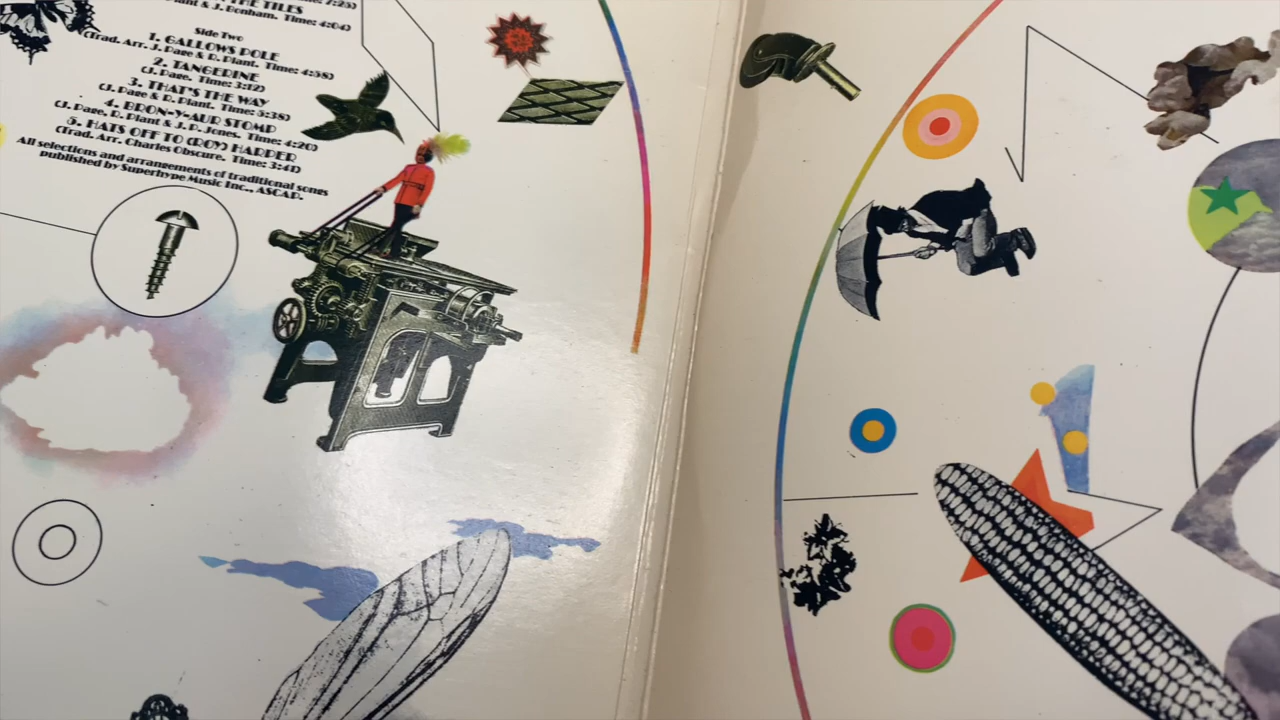 THE TILES
Plant & J. Bonham. Time: 4:04)
Side Two
1. GALLOWS POLE
(Trad. Arr. J. Page & R. Plant. Time: 4:58)
2. TANGERINE
(J. Page. Time: 3:12)
3. THAT'S THE WAY
(J. Page & R. Plant. Time: 5:38)
4. BRON-Y-AUR STOMP
(J. Page, R. Plant & J. P. Jones. Time: 4:20)
5. HATS OFF TO (ROY) HARPER
(Trad. Arr. Charles Obscure. Time: 3:41)
All selections and arrangements of traditional songs
published by Superhype Music Inc., ASCAP.